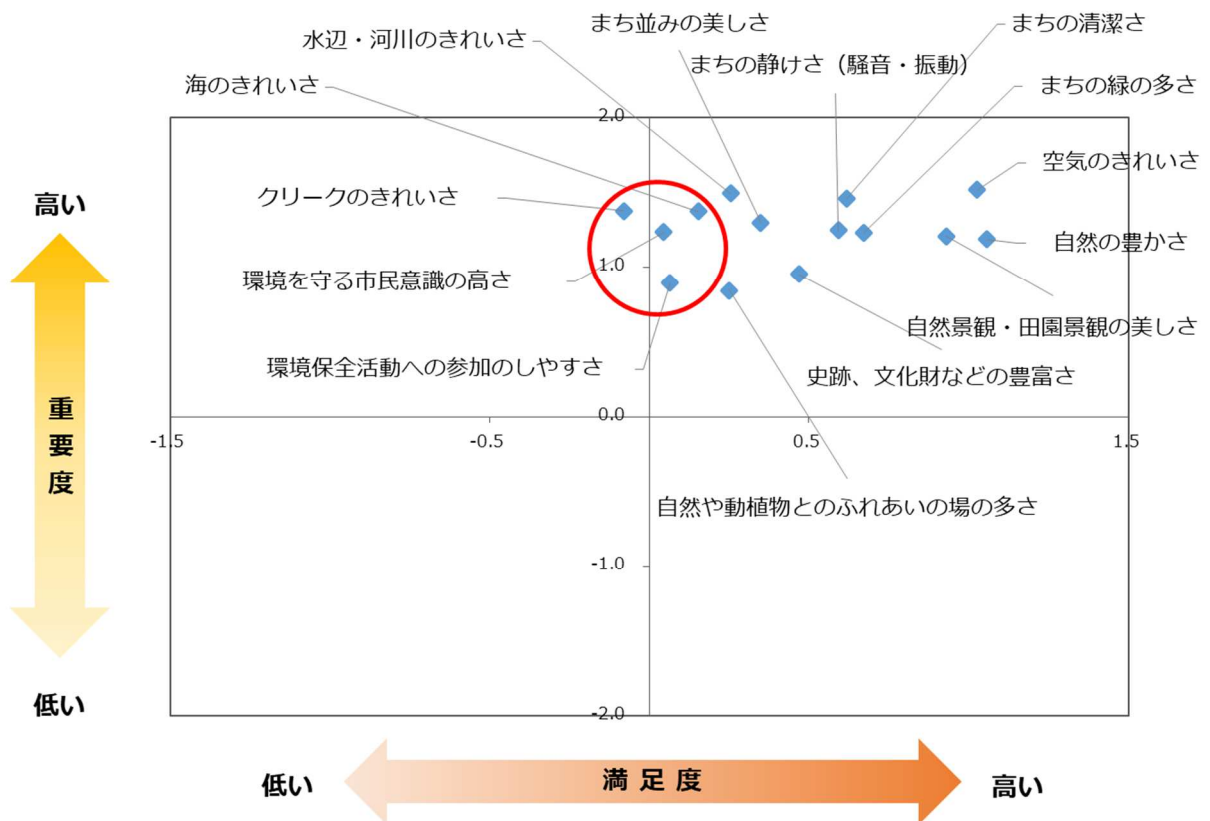 まち並みの美しさ
まちの清潔さ
水辺・河川のきれいさ
まちの静けさ（騒音・振動）
海のきれいさ
まちの緑の多さ
2.0
空気のきれいさ
高い
クリークのきれいさ
自然の豊かさ
1.0
環境を守る市民意識の高さ
自然景観・田園景観の美しさ
環境保全活動への参加のしやすさ
史跡、文化財などの豊富さ
重要度
0.0
-1.5
-0.5
0.5
1.5
自然や動植物とのふれあいの場の多さ
-1.0
低い
-2.0
低い
満足度
高い